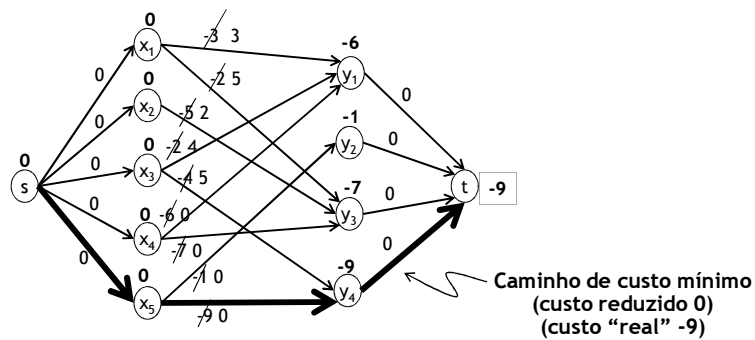 0
0
x1
-3 3
-6
y1
0
-2 5
0
x2
0
-5 2
-1
y2
0
0
s
0
0
x3
-2 4
-4 5
t
-9
0
0
x4
-6 0
-7 0
-7
y3
0
0
0
x5
-1 0
-9 0
-9
y4
0
Caminho de custo mínimo
(custo reduzido 0)
(custo “real” -9)